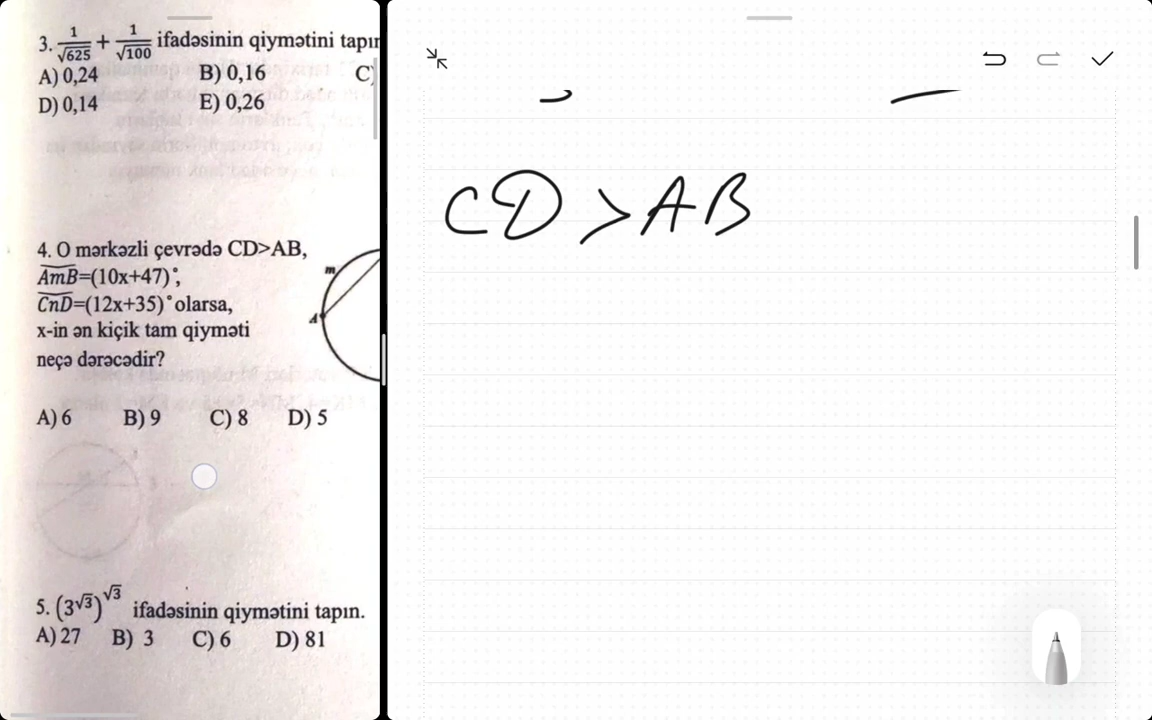 3. 1/√625 + 1/√100 ifadəsinin qiymətini tapın
A) 0,24 B) 0,16 C)
D) 0,14 E) 0,26
4. O mərkəzli çevrədə CD>AB,
AmB=(10x+47)°,
CnD=(12x+35)° olarsa,
x-in ən kiçik tam qiyməti
neçə dərəcədir?
m
A
A) 6 B) 9 C) 8 D) 5
5. (3^√3)^√3 ifadəsinin qiymətini tapın.
A) 27 B) 3 C) 6 D) 81
CD > AB